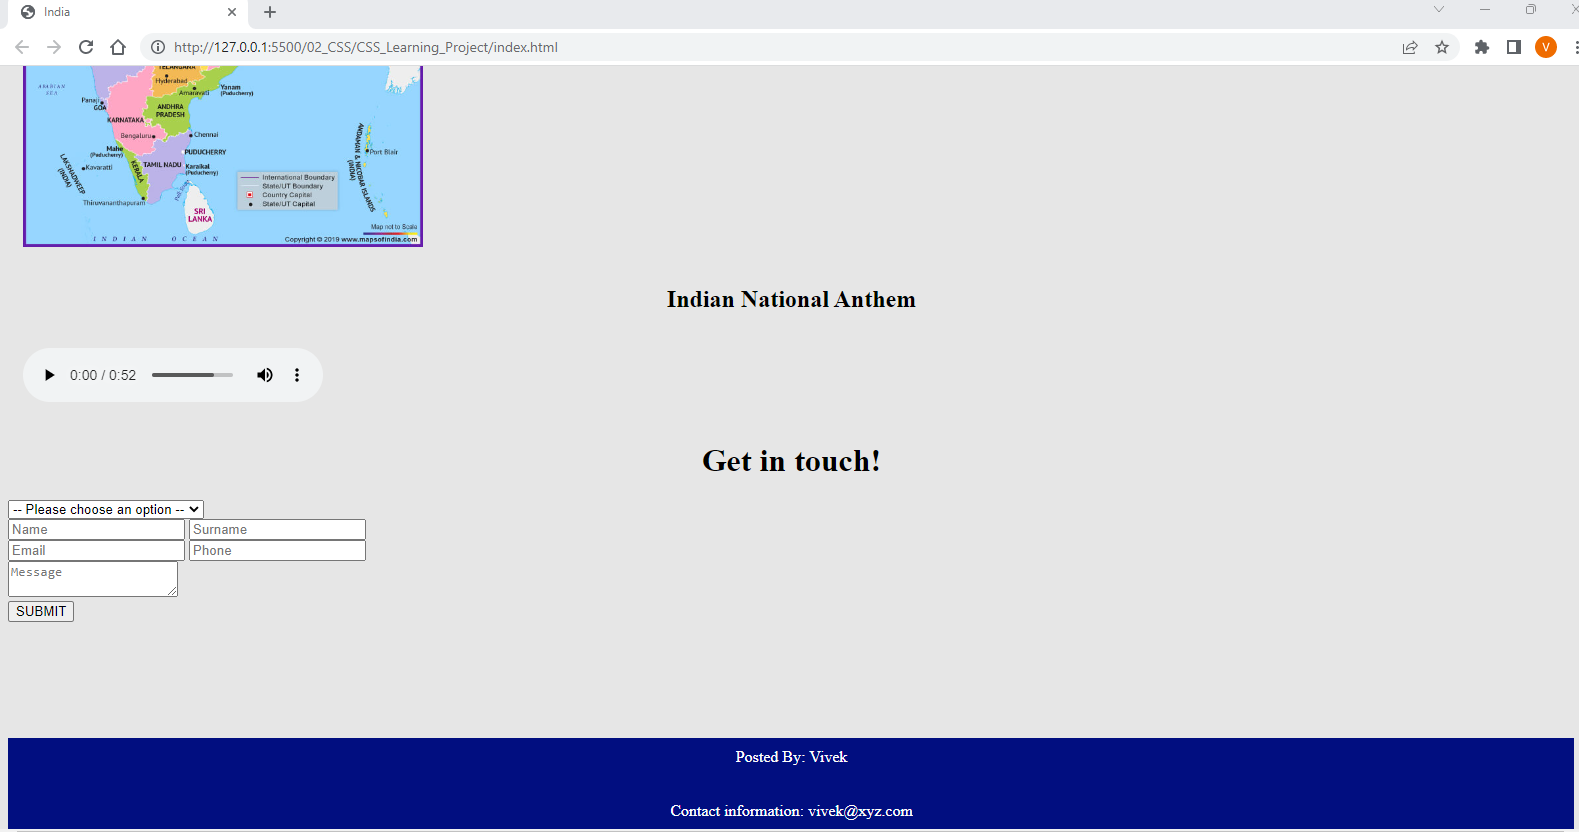 India
http://127.0.0.1:5500/02_CSS/CSS_Learning_Project/index.html
V
TELANGANA
Hyderabad
ARABIAN
SEA
Amaravati
Yanam
(Puducherry)
Panaji
GOA
ANDHRA
PRADESH
KARNATAKA
Bengaluru
Chennai
Mahe
(Puducherry)
PUDUCHERRY
LAKSHADWEEP
(INDIA)
Kavaratti
KERALA
TAMIL NADU
Karaikal
(Puducherry)
ANDAMAN & NICOBAR ISLANDS
(INDIA)
Port Blair
Thiruvananthapuram
SRI
LANKA
International Boundary
State/UT Boundary
Country Capital
State/UT Capital
Map not to Scale
INDIAN OCEAN
Copyright © 2019 www.mapsofindia.com
Indian National Anthem
0:00 / 0:52
Get in touch!
-- Please choose an option --
Name Surname
Email Phone
Message
SUBMIT
Posted By: Vivek
Contact information: vivek@xyz.com